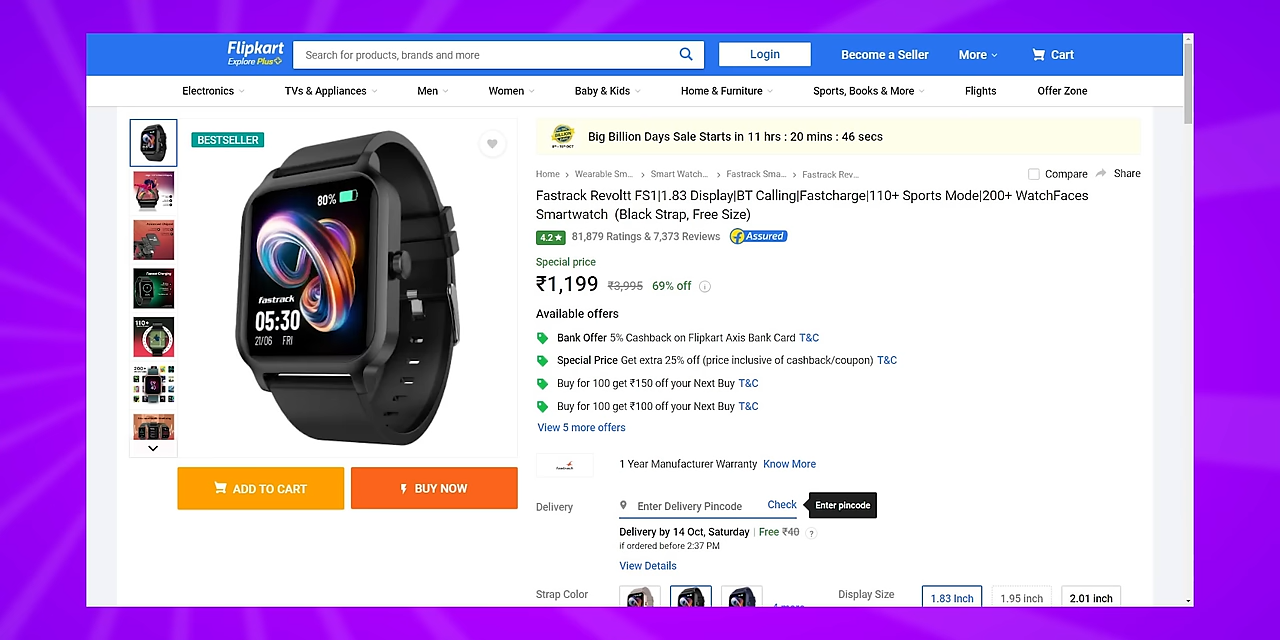 Flipkart
Explore Plus
Search for products, brands and more
Login
Become a Seller
More
Cart
Electronics
TVs & Appliances
Men
Women
Baby & Kids
Home & Furniture
Sports, Books & More
Flights
Offer Zone
BESTSELLER
80%
fastrack
05:30
21/06 FRI
110+
ADD TO CART
BUY NOW
Big Billion Days Sale Starts in 11 hrs : 20 mins : 46 secs
Home > Wearable Sm... > Smart Watch... > Fastrack Sma... > Fastrack Rev...
Compare
Share
Fastrack Revoltt FS1|1.83 Display|BT Calling|Fastcharge|110+ Sports Mode|200+ WatchFaces
Smartwatch (Black Strap, Free Size)
4.2 ★ 81,879 Ratings & 7,373 Reviews Assured
Special price
₹1,199 ₹3,995 69% off
Available offers
Bank Offer 5% Cashback on Flipkart Axis Bank Card T&C
Special Price Get extra 25% off (price inclusive of cashback/coupon) T&C
Buy for 100 get ₹150 off your Next Buy T&C
Buy for 100 get ₹100 off your Next Buy T&C
View 5 more offers
1 Year Manufacturer Warranty Know More
Delivery
Enter Delivery Pincode
Check
Enter pincode
Delivery by 14 Oct, Saturday | Free ₹40 ?
if ordered before 2:37 PM
View Details
Strap Color
4 more
Display Size
1.83 Inch
1.95 inch
2.01 inch